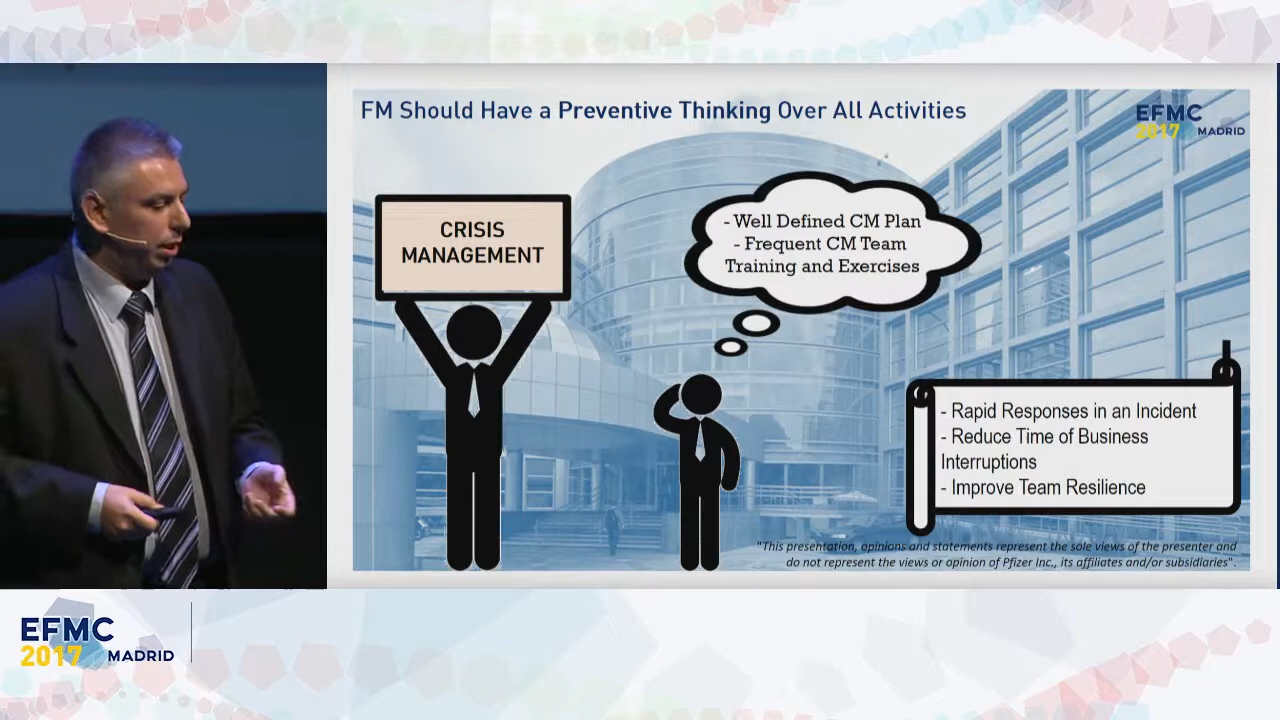 FM Should Have a Preventive Thinking Over All Activities
EFMC
2017 MADRID
CRISIS
MANAGEMENT
- Well Defined CM Plan
- Frequent CM Team
Training and Exercises
- Rapid Responses in an Incident
- Reduce Time of Business
Interruptions
- Improve Team Resilience
"This presentation, opinions and statements represent the sole views of the presenter and
do not represent the views or opinion of Pfizer Inc., its affiliates and/or subsidiaries".
EFMC
2017 MADRID